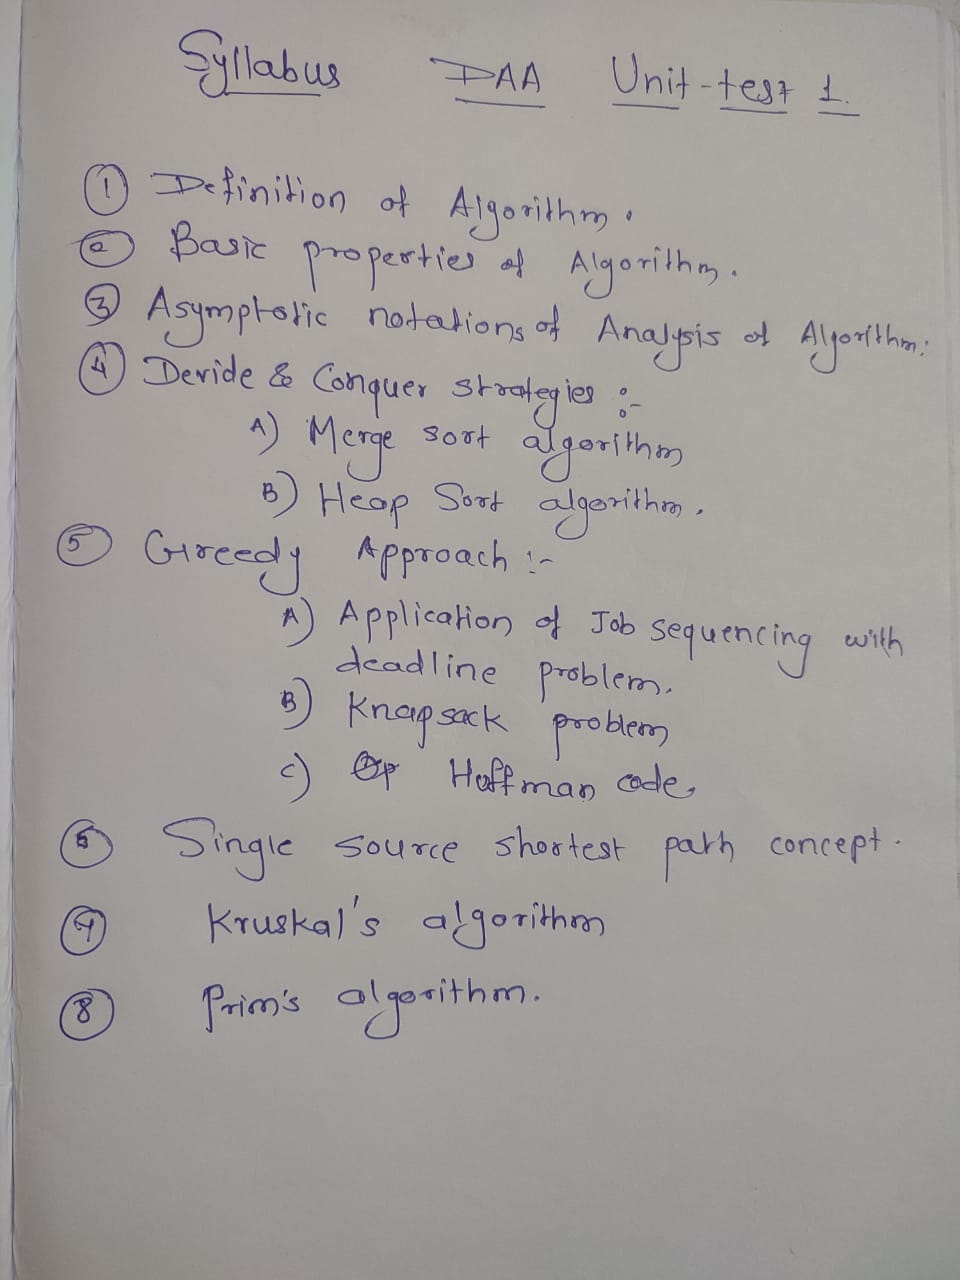 Syllabus DAA Unit-test 1.
① Definition of Algorithm.
② Basic properties of Algorithm.
③ Asymptotic notations of Analysis of Algorithm:
④ Devide & Conquer strategies :-
A) Merge sort algorithm
B) Heap Sort algorithm.
⑤ Greedy Approach :-
A) Application of Job sequencing with
deadline problem.
B) Knapsack problem
C) Huffman code.
⑥ Single source shortest path concept.
⑦ Kruskal's algorithm
⑧ Prim's algorithm.